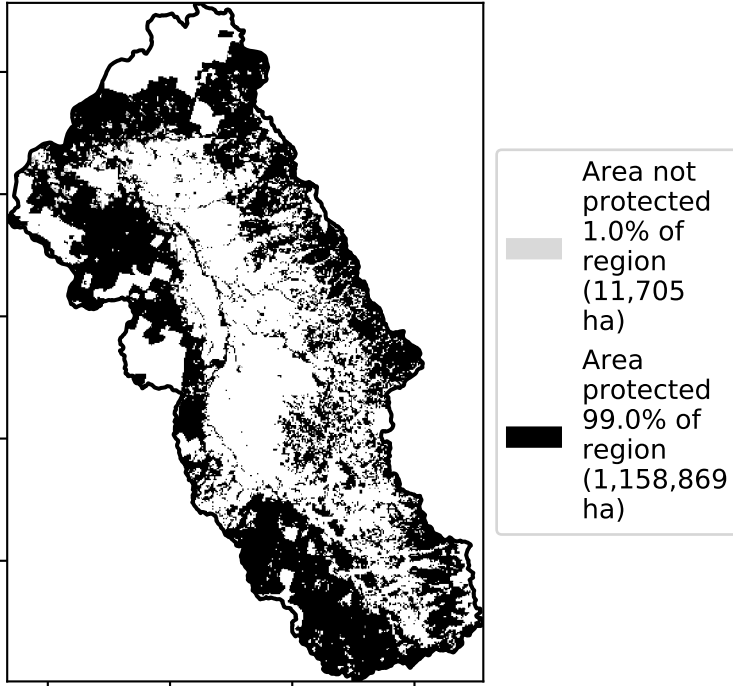 Area not
protected
1.0% of
region
(11,705
ha)
Area
protected
99.0% of
region
(1,158,869
ha)